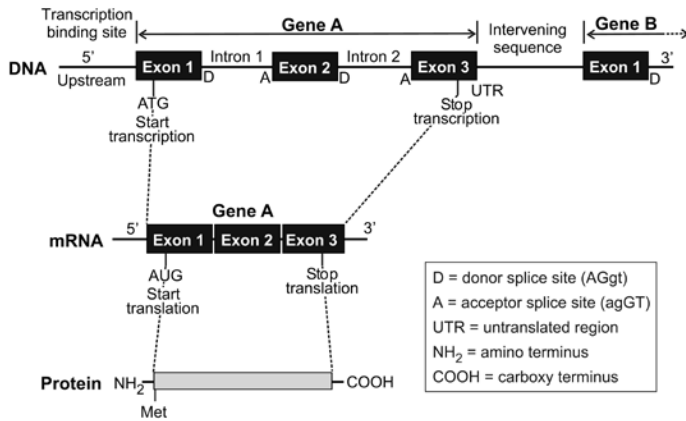 Transcription
binding site
Gene A
Intervening
sequence
Gene B
DNA
5’
Upstream
Exon 1
D
Intron 1
A
Exon 2
D
Intron 2
A
Exon 3
UTR
Exon 1
D
3’
ATG
Start
transcription
Stop
transcription
Gene A
mRNA
5’
Exon 1
Exon 2
Exon 3
3’
AUG
Start
translation
Stop
translation
D = donor splice site (AGgt)
A = acceptor splice site (agGT)
UTR = untranslated region
NH2 = amino terminus
COOH = carboxy terminus
Protein
NH2
COOH
Met